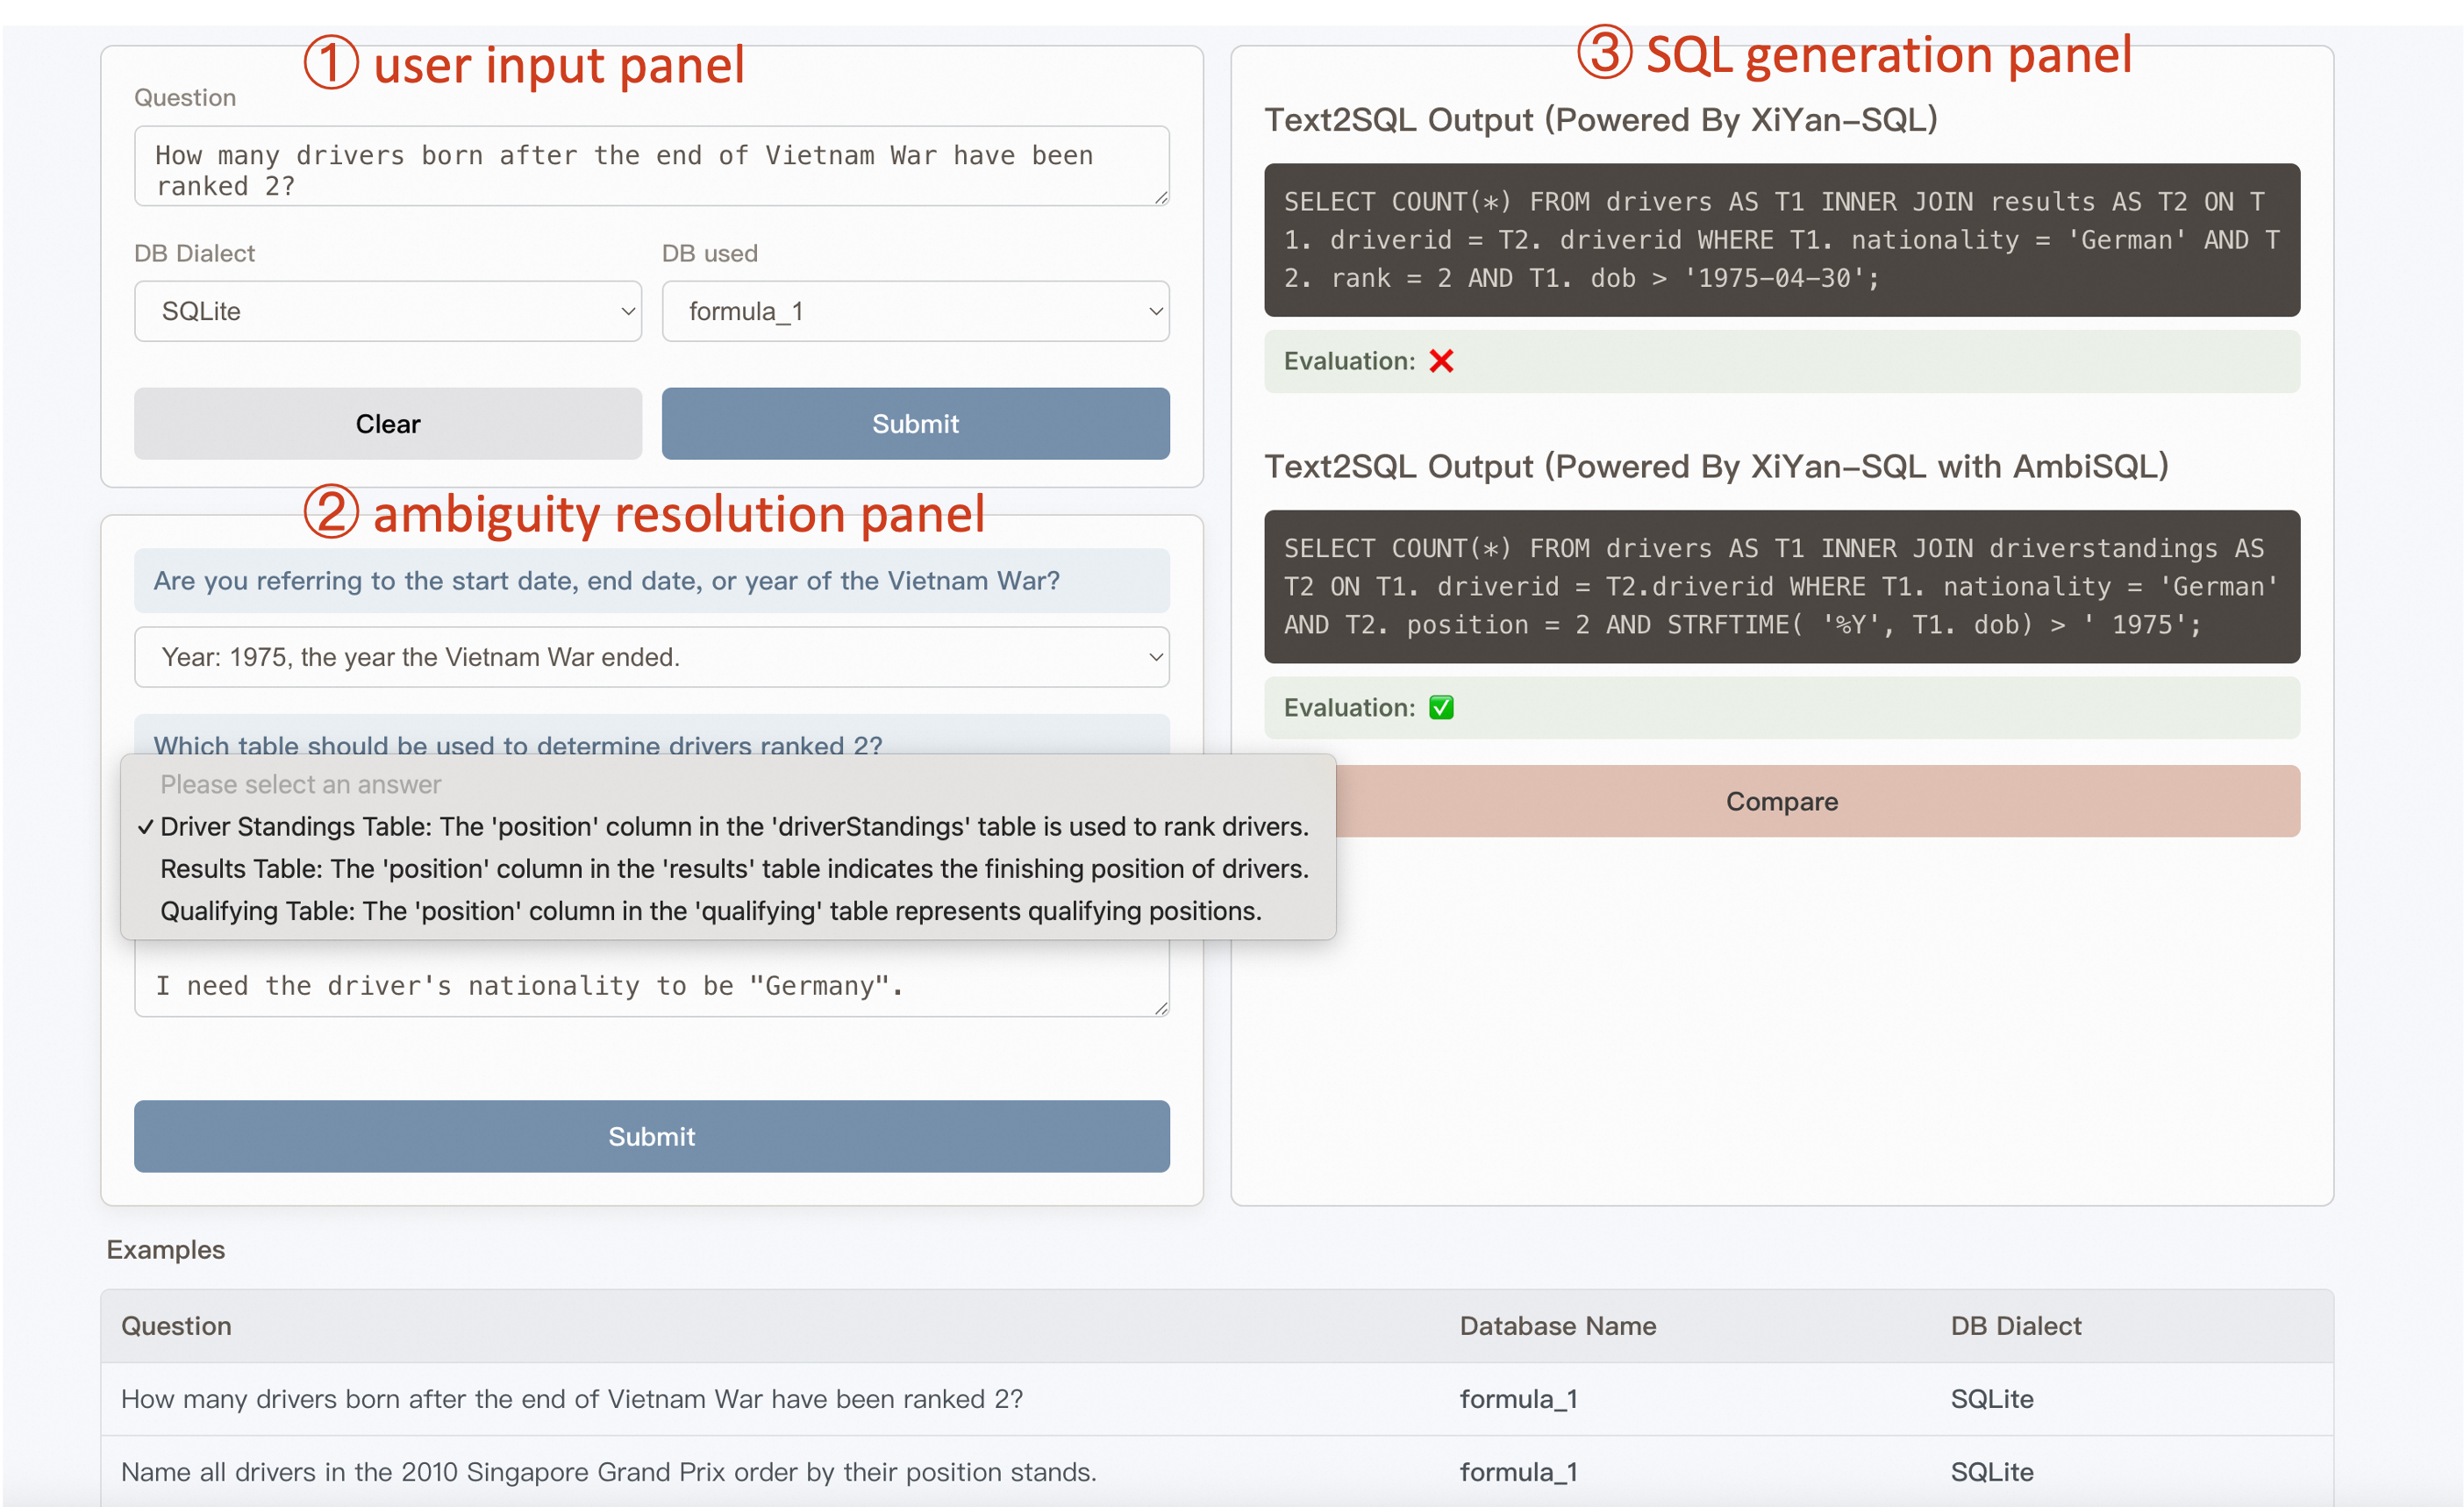 ① user input panel
Question
How many drivers born after the end of Vietnam War have been
ranked 2?
DB Dialect
DB used
SQLite
formula_1
Clear
Submit
② ambiguity resolution panel
Are you referring to the start date, end date, or year of the Vietnam War?
Year: 1975, the year the Vietnam War ended.
Which table should be used to determine drivers ranked 2?
Please select an answer
✓ Driver Standings Table: The 'position' column in the 'driverStandings' table is used to rank drivers.
Results Table: The 'position' column in the 'results' table indicates the finishing position of drivers.
Qualifying Table: The 'position' column in the 'qualifying' table represents qualifying positions.
I need the driver's nationality to be "Germany".
Submit
③ SQL generation panel
Text2SQL Output (Powered By XiYan-SQL)
SELECT COUNT(*) FROM drivers AS T1 INNER JOIN results AS T2 ON T
1. driverid = T2. driverid WHERE T1. nationality = 'German' AND T
2. rank = 2 AND T1. dob > '1975-04-30';
Evaluation: ❌
Text2SQL Output (Powered By XiYan-SQL with AmbiSQL)
SELECT COUNT(*) FROM drivers AS T1 INNER JOIN driverstandings AS
T2 ON T1. driverid = T2.driverid WHERE T1. nationality = 'German'
AND T2. position = 2 AND STRFTIME( '%Y', T1. dob) > ' 1975';
Evaluation: ✅
Compare
Examples
Question Database Name DB Dialect
How many drivers born after the end of Vietnam War have been ranked 2? formula_1 SQLite
Name all drivers in the 2010 Singapore Grand Prix order by their position stands. formula_1 SQLite